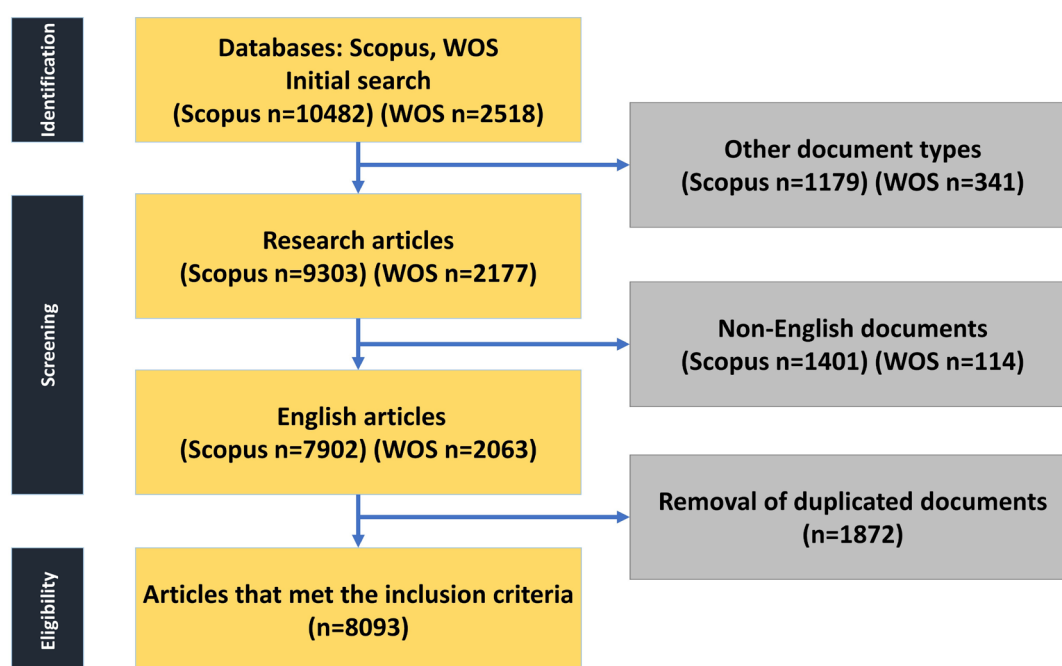 Identification
Databases: Scopus, WOS
Initial search
(Scopus n=10482) (WOS n=2518)
Other document types
(Scopus n=1179) (WOS n=341)
Screening
Research articles
(Scopus n=9303) (WOS n=2177)
Non-English documents
(Scopus n=1401) (WOS n=114)
English articles
(Scopus n=7902) (WOS n=2063)
Removal of duplicated documents
(n=1872)
Eligibility
Articles that met the inclusion criteria
(n=8093)